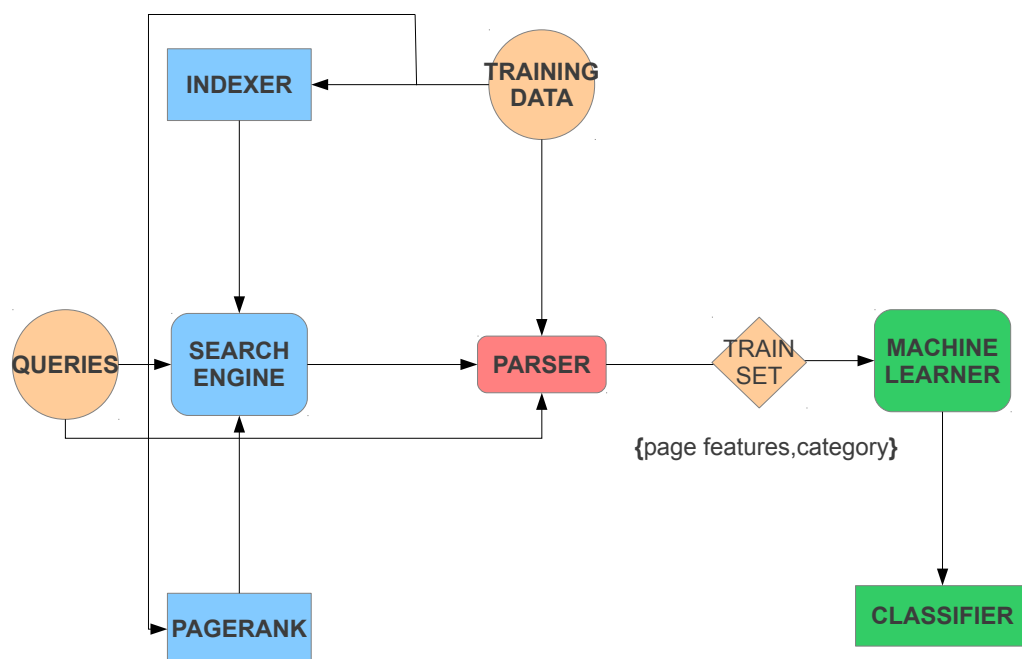 TRAINING
DATA
INDEXER
QUERIES
SEARCH
ENGINE
PARSER
TRAIN
SET
MACHINE
LEARNER
{page features,category}
PAGERANK
CLASSIFIER